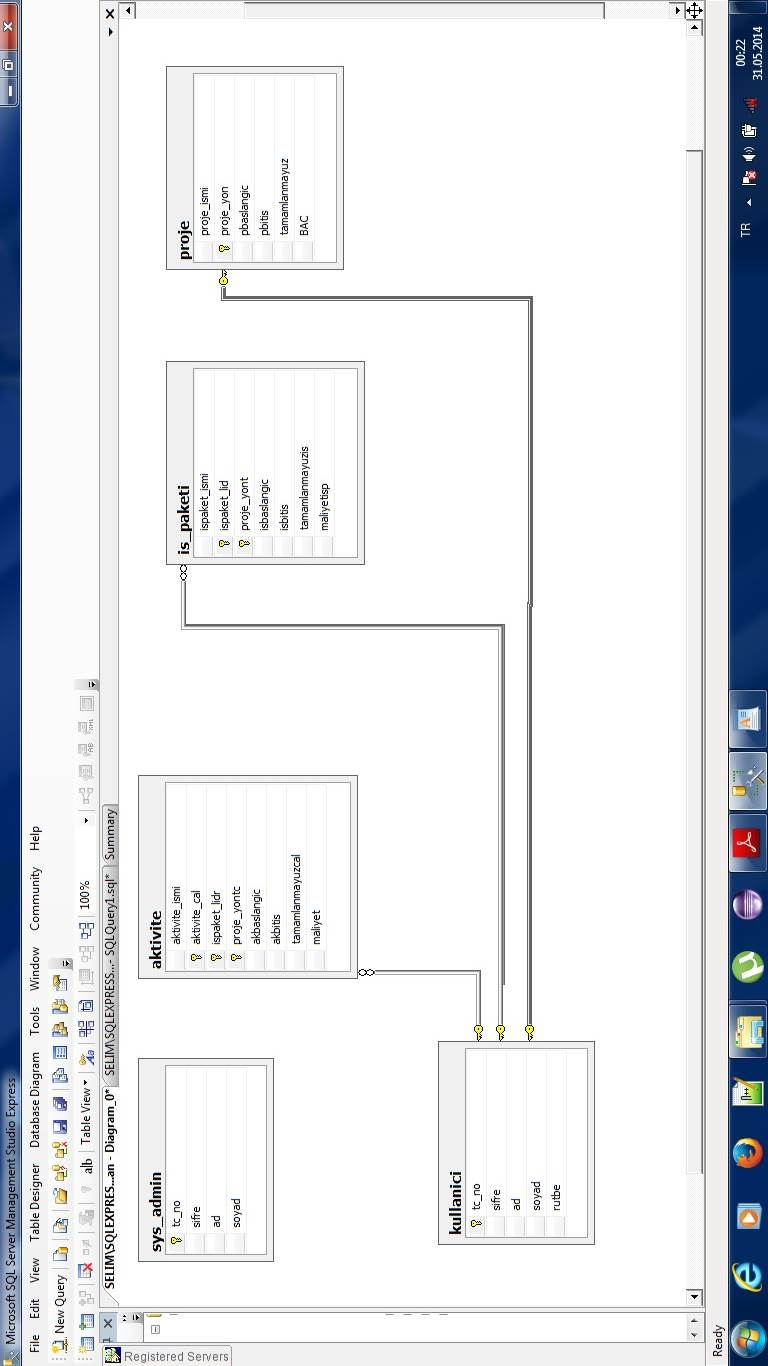 Microsoft SQL Server Management Studio Express
File Edit View Table Designer Database Diagram Tools Window Community Help
New Query
Table View 100%
SELIM\SQLEXPRES...an - Diagram_0* SELIM\SQLEXPRESS...- SQLQuery1.sql* Summary
sys_admin
tc_no
sifre
ad
soyad
aktivite
aktivite_ismi
aktivite_cal
ispaket_lidr
proje_yontc
akbaslangic
akbitis
tamamlanmayuzcal
maliyet
is_paketi
ispaket_ismi
ispaket_lid
proje_yont
isbaslangic
isbitis
tamamlanmayuzis
maliyetisp
proje
proje_ismi
proje_yon
pbaslangic
pbitis
tamamlanmayuz
BAC
kullanici
tc_no
sifre
ad
soyad
rutbe
Registered Servers
Ready
TR
00:22
31.05.2014